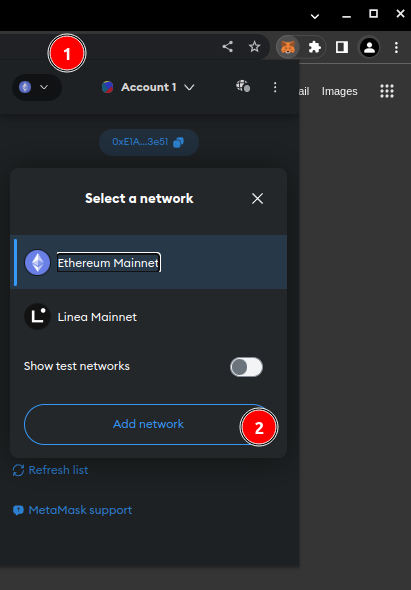 1
Account 1
ail Images
0xE1A...3e51
Select a network
Ethereum Mainnet
Linea Mainnet
Show test networks
Add network
2
Refresh list
MetaMask support